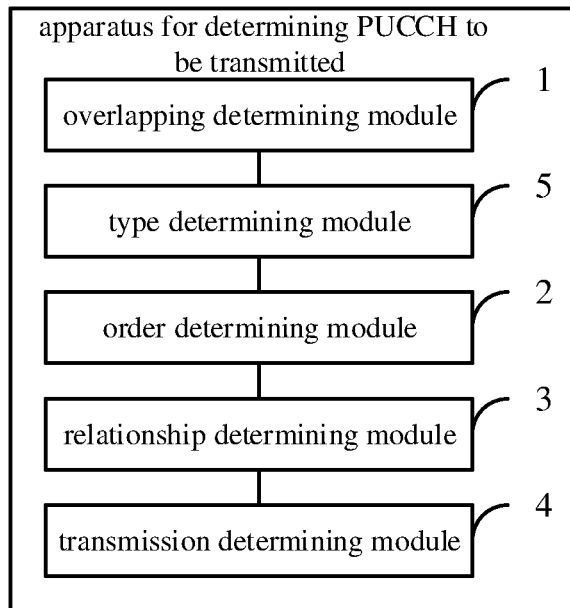 apparatus for determining PUCCH to
be transmitted
1
overlapping determining module
5
type determining module
2
order determining module
3
relationship determining module
4
transmission determining module